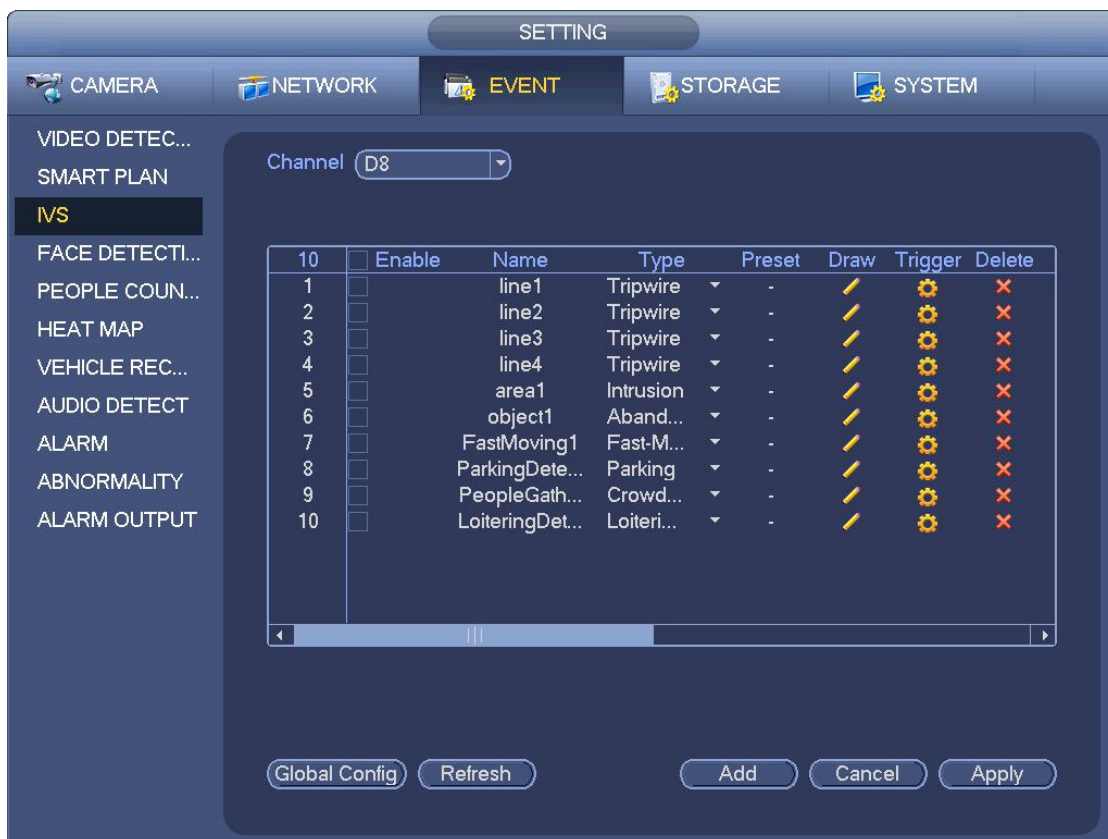 SETTING
CAMERA NETWORK EVENT STORAGE SYSTEM
VIDEO DETEC...
SMART PLAN
IVS
FACE DETECTI...
PEOPLE COUN...
HEAT MAP
VEHICLE REC...
AUDIO DETECT
ALARM
ABNORMALITY
ALARM OUTPUT
Channel D8
10 Enable Name Type Preset Draw Trigger Delete
1 line1 Tripwire -
2 line2 Tripwire -
3 line3 Tripwire -
4 line4 Tripwire -
5 area1 Intrusion -
6 object1 Aband... -
7 FastMoving1 Fast-M... -
8 ParkingDete... Parking -
9 PeopleGath... Crowd... -
10 LoiteringDet... Loiteri... -
Global Config Refresh Add Cancel Apply